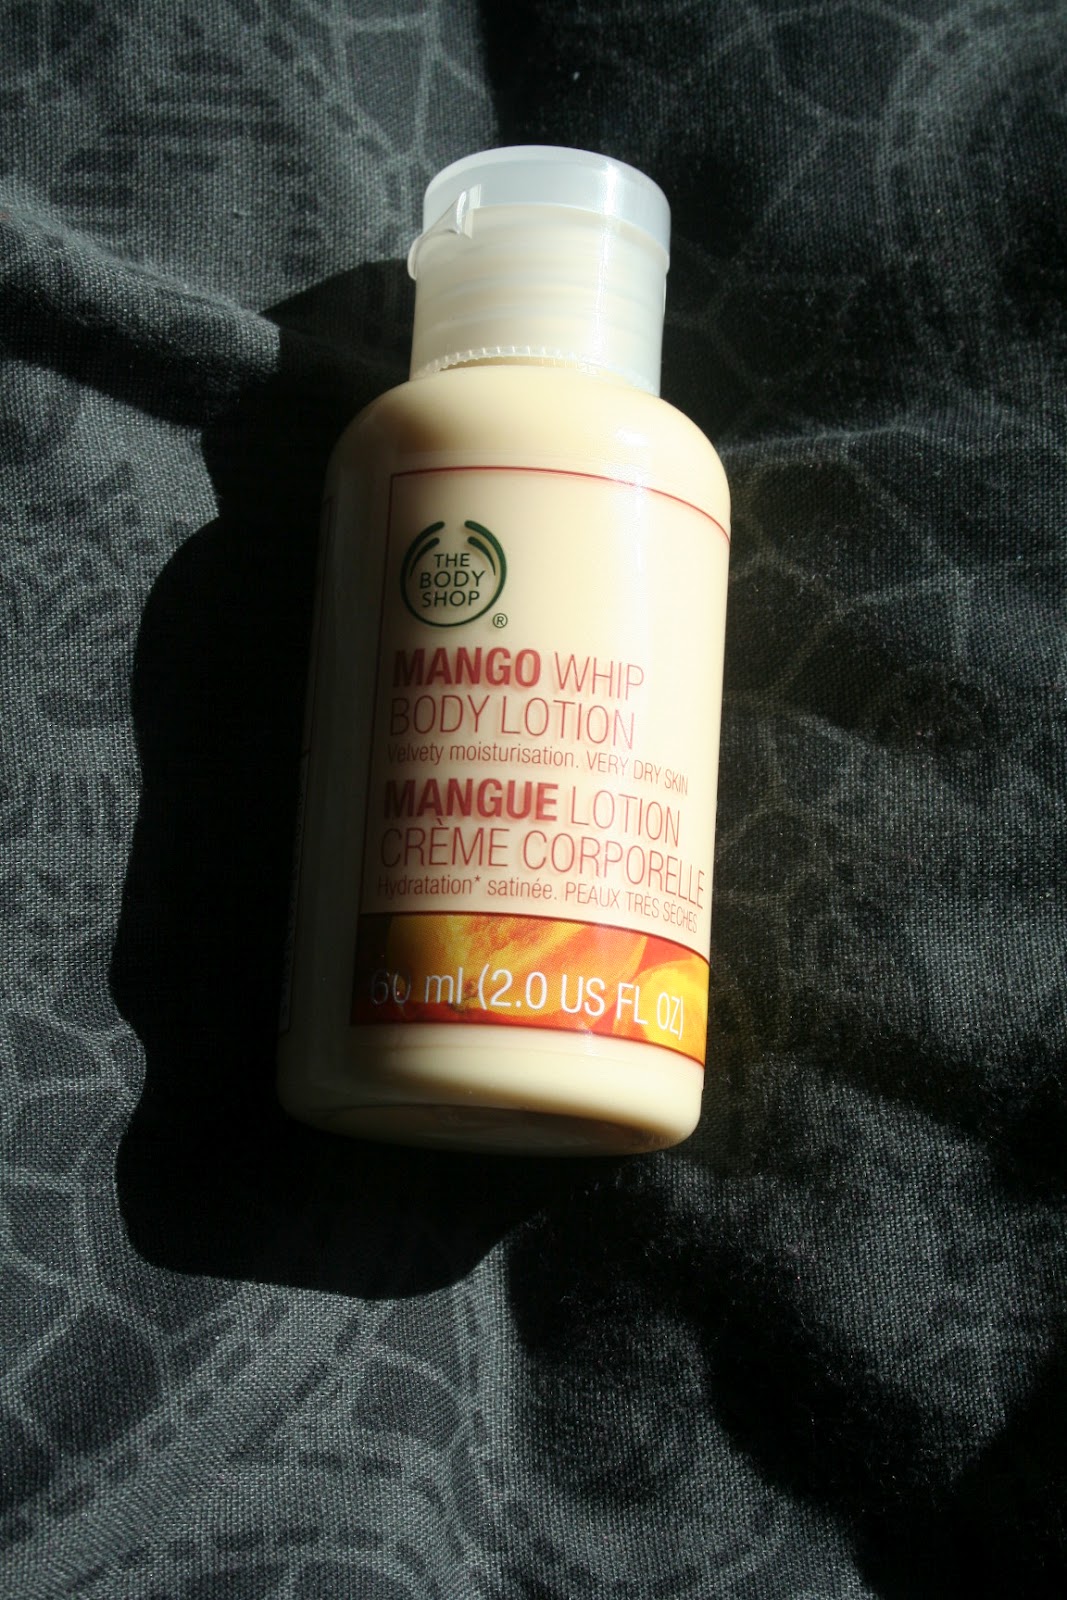 THE
BODY
SHOP
®
MANGO WHIP
BODY LOTION
Velvety moisturisation. VERY DRY SKIN
MANGUE LOTION
CRÈME CORPORELLE
Hydratation* satinée. PEAUX TRÈS SÈCHES
60 ml (2.0 US FL OZ)